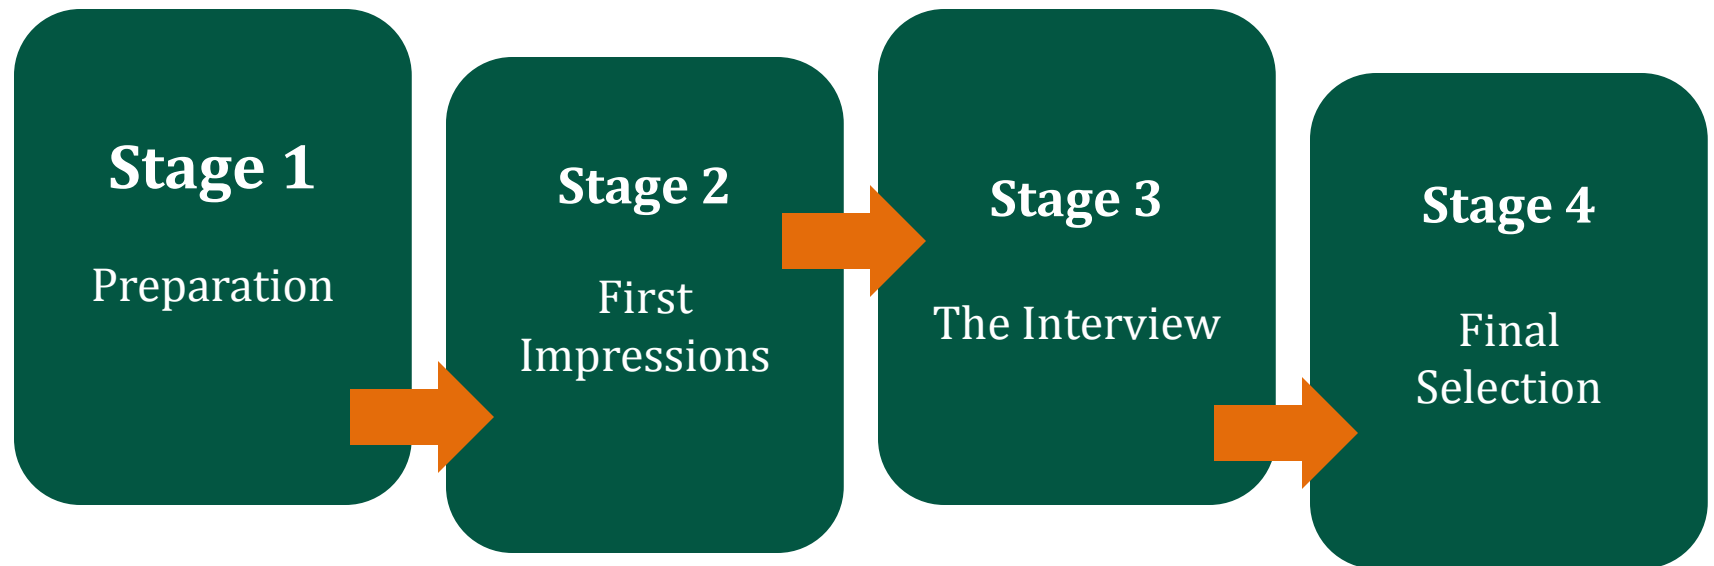 Stage 1
Preparation
Stage 2
First
Impressions
Stage 3
The Interview
Stage 4
Final
Selection